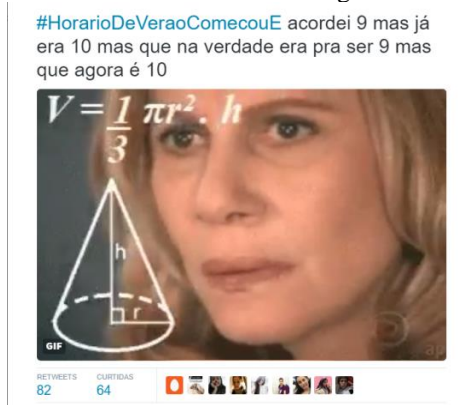 #HorarioDeVeraoComecouE acordei 9 mas já
era 10 mas que na verdade era pra ser 9 mas
que agora é 10
V = 1/3 πr². h
h
r
GIF
RETWEETS CURTIDAS
82 64